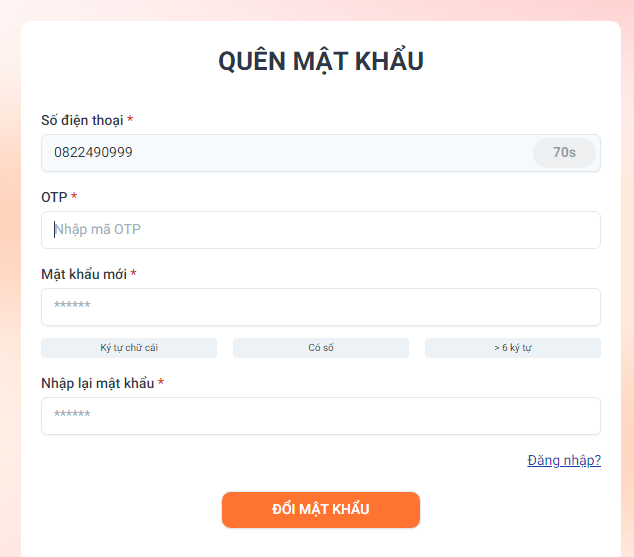 QUÊN MẬT KHẨU
Số điện thoại *
0822490999 70s
OTP *
Nhập mã OTP
Mật khẩu mới *
******
Ký tự chữ cái Có số > 6 ký tự
Nhập lại mật khẩu *
******
Đăng nhập?
ĐỔI MẬT KHẨU